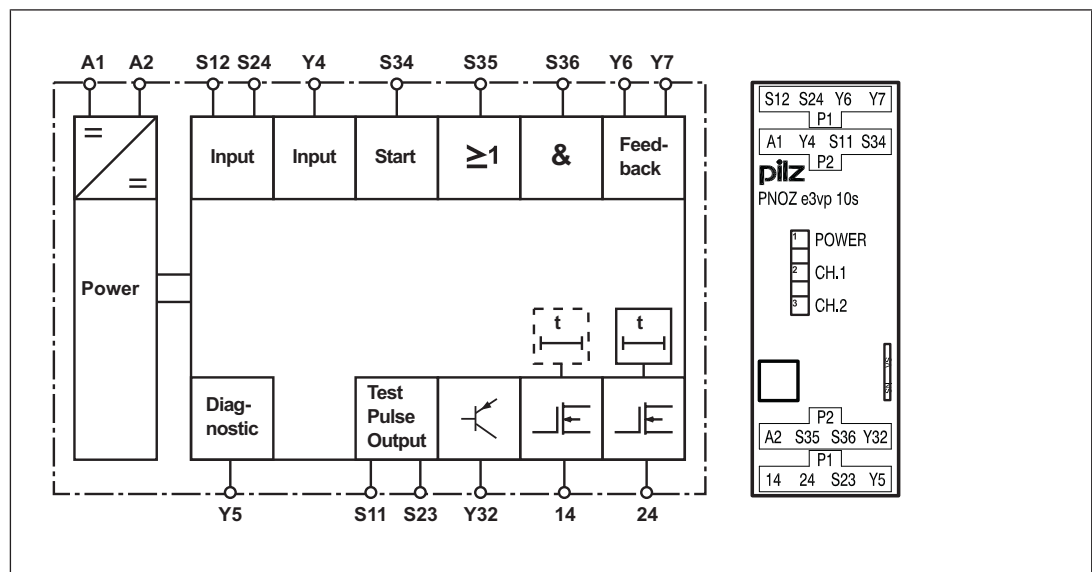 A1 A2 S12 S24 Y4 S34 S35 S36 Y6 Y7
= =
Input Input Start ≥1 & Feed-
back
Power
t t
Diag-
nostic
Test
Pulse
Output
Y5 S11 S23 Y32 14 24
S12 S24 Y6 Y7
P1
A1 Y4 S11 S34
P2
pilz
PNOZ e3vp 10s
1 POWER
2 CH.1
3 CH.2
P2
A2 S35 S36 Y32
P1
14 24 S23 Y5